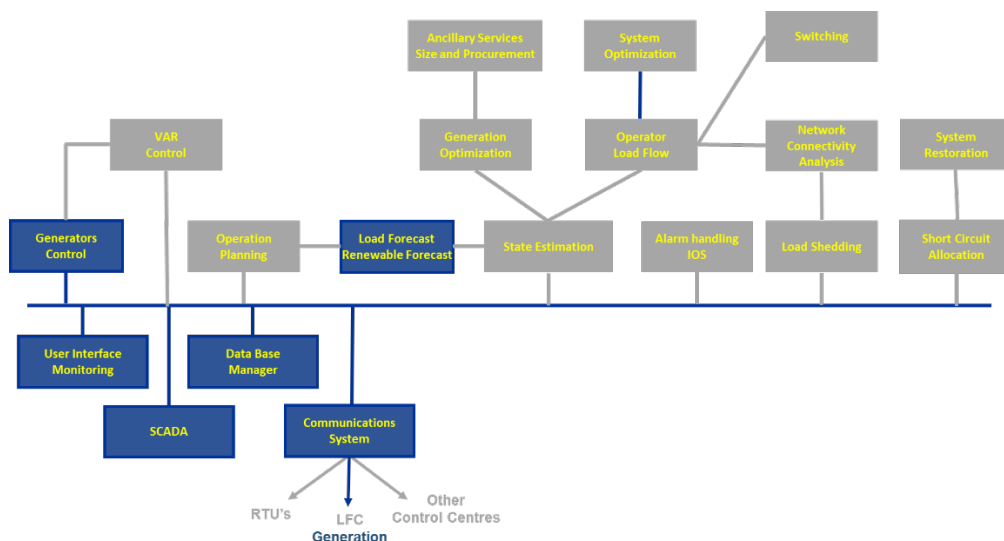 Ancillary Services
Size and Procurement
System
Optimization
Switching
VAR
Control
Generation
Optimization
Operator
Load Flow
Network
Connectivity
Analysis
System
Restoration
Generators
Control
Operation
Planning
Load Forecast
Renewable Forecast
State Estimation
Alarm handling
IOS
Load Shedding
Short Circuit
Allocation
User Interface
Monitoring
Data Base
Manager
SCADA
Communications
System
RTU's
LFC
Generation
Other
Control Centres